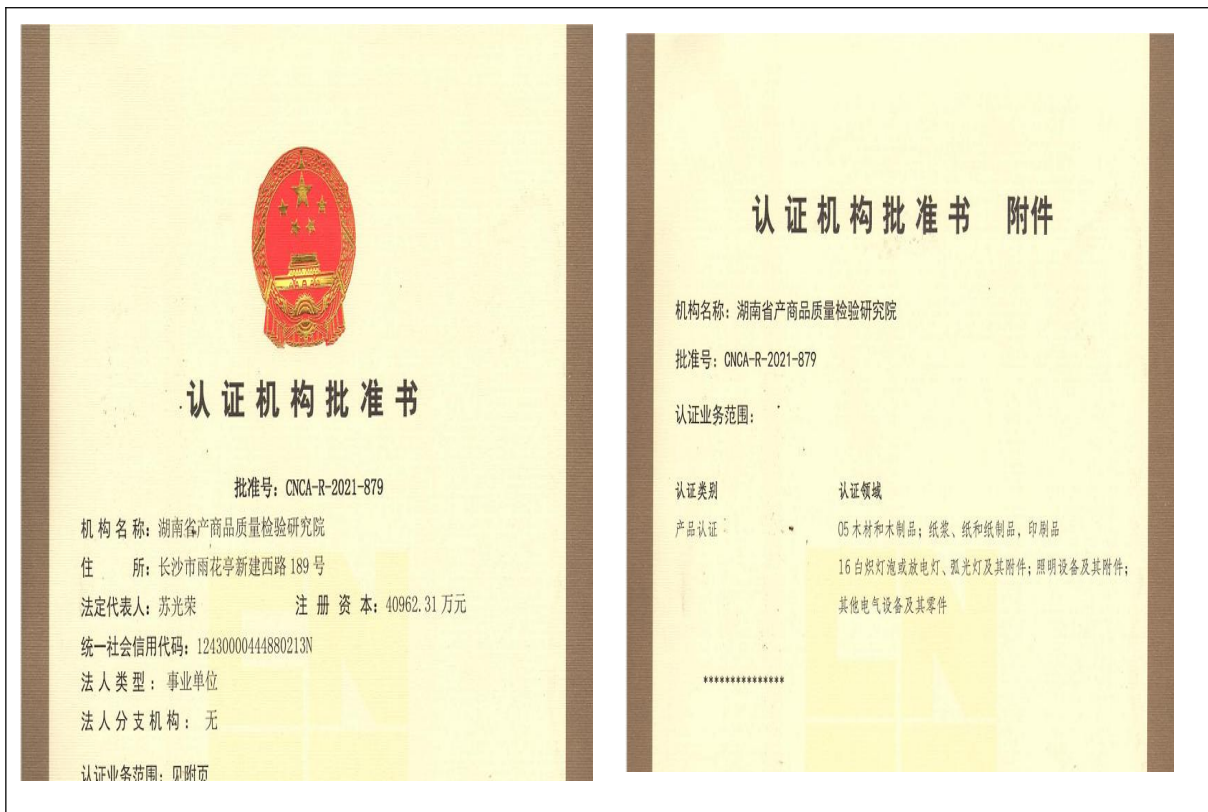 认证机构批准书
批准号：CNCA-R-2021-879
机构名称：湖南省产商品质量检验研究院
住 所：长沙市雨花亭新建西路 189 号
法定代表人：苏光荣 注册资本：40962.31 万元
统一社会信用代码：12430000444880213N
法人类型：事业单位
法人分支机构：无
认证业务范围：见附页
认证机构批准书 附件
机构名称：湖南省产商品质量检验研究院
批准号：CNCA-R-2021-879
认证业务范围：
认证类别 认证领域
产品认证 05 木材和木制品；纸浆、纸和纸制品，印刷品
16 白炽灯泡或放电灯、弧光灯及其附件；照明设备及其附件；
其他电气设备及其零件
***************